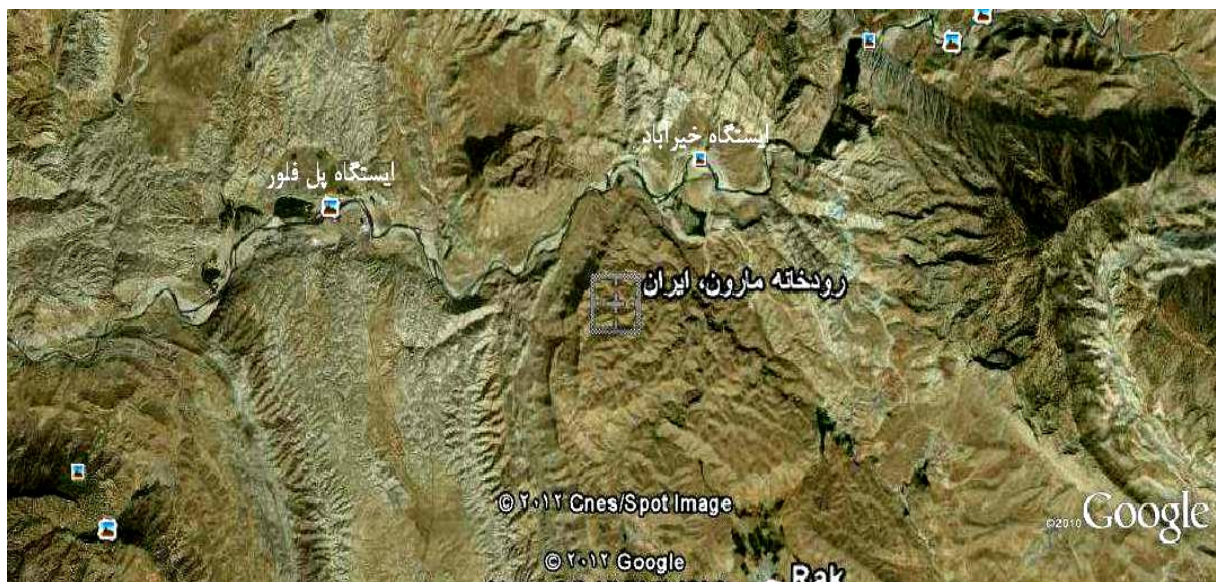 ایستگاه خیرآباد
ایستگاه پل فلور
رودخانه مارون، ایران
© ۲۰۱۲ Cnes/Spot Image
©2010 Google
© ۲۰۱۲ Google
Rak